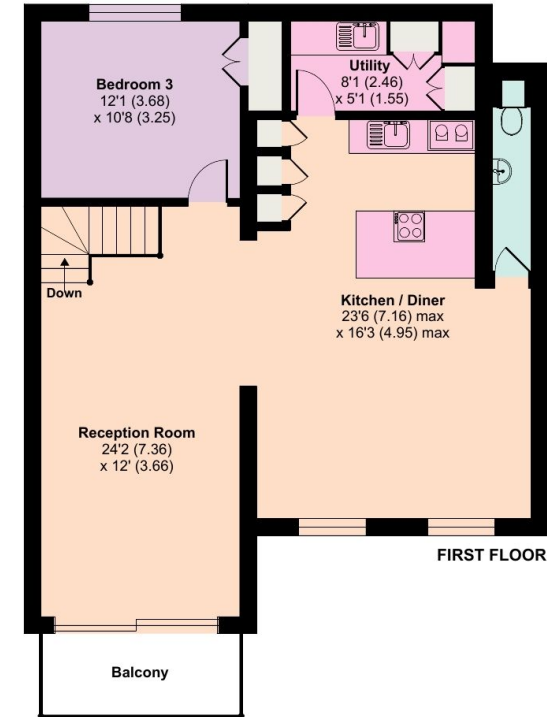 Bedroom 3
12'1 (3.68)
x 10'8 (3.25)
Utility
8'1 (2.46)
x 5'1 (1.55)
Down
Kitchen / Diner
23'6 (7.16) max
x 16'3 (4.95) max
Reception Room
24'2 (7.36)
x 12' (3.66)
FIRST FLOOR
Balcony